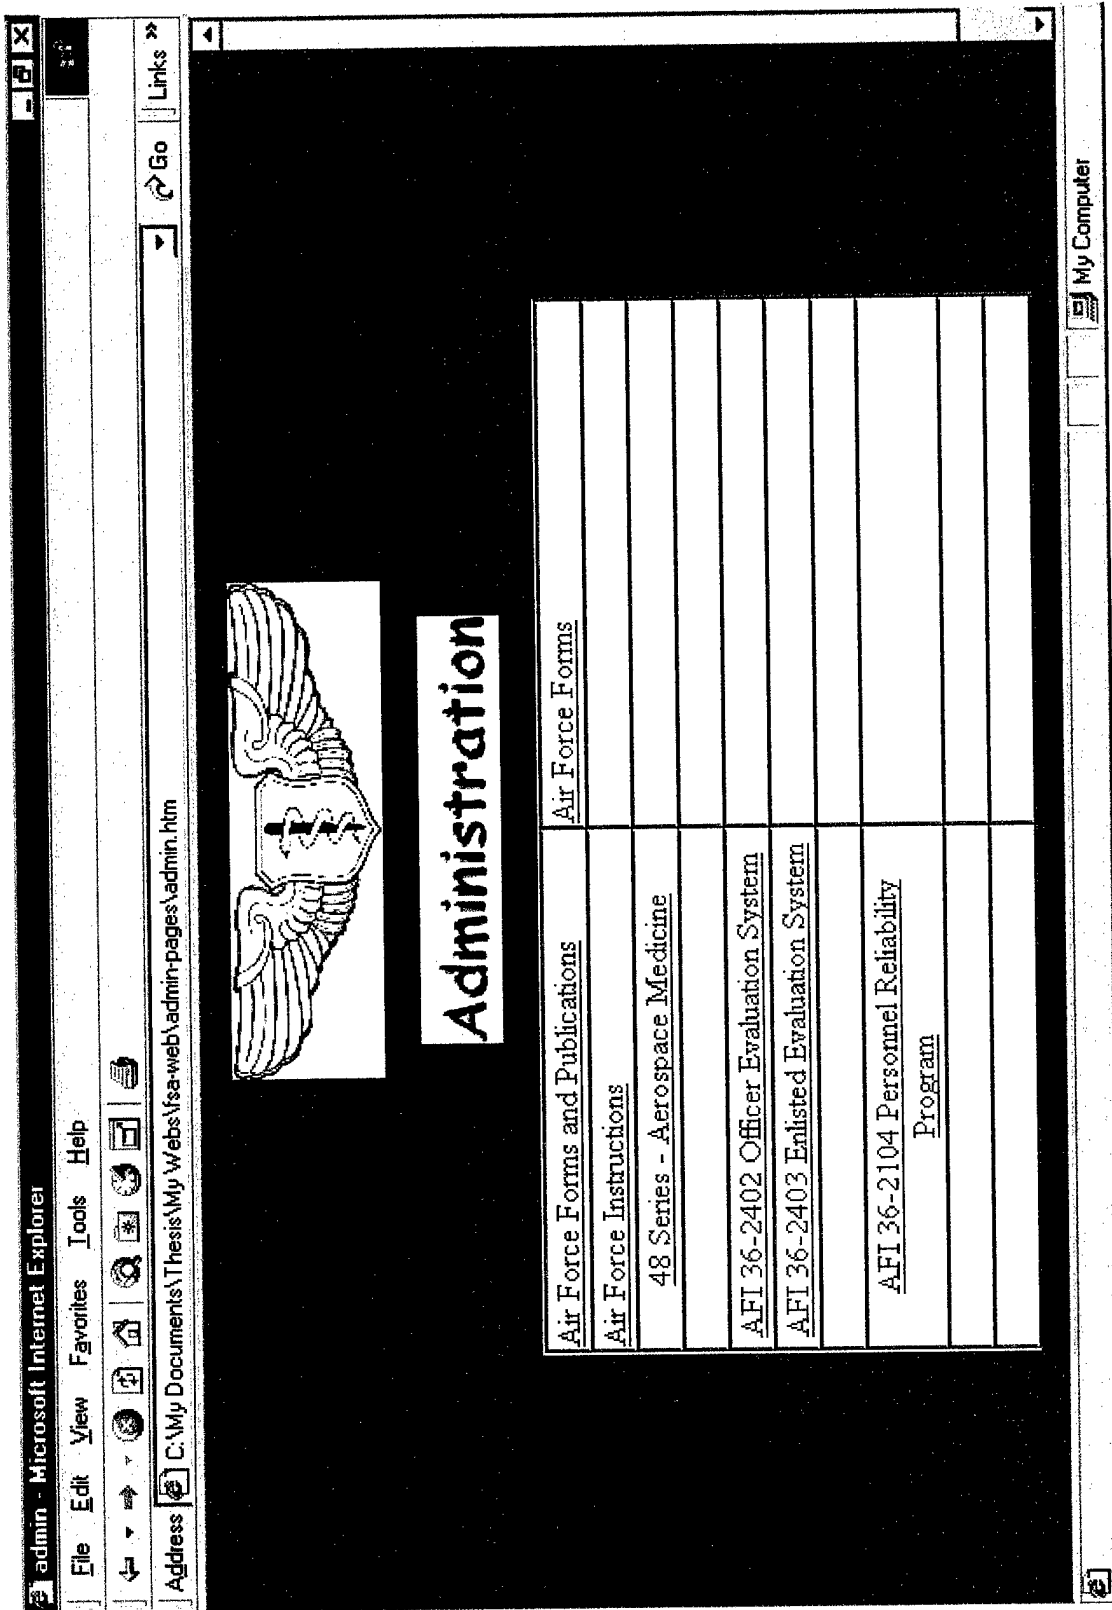 admin - Microsoft Internet Explorer
File Edit View Favorites Tools Help
Address C:\My Documents\Thesis\My Webs\fsa-web\admin-pages\admin.htm Go Links »
Administration
Air Force Forms and Publications Air Force Forms
Air Force Instructions
48 Series - Aerospace Medicine
AFI 36-2402 Officer Evaluation System
AFI 36-2403 Enlisted Evaluation System
AFI 36-2104 Personnel Reliability
Program
My Computer